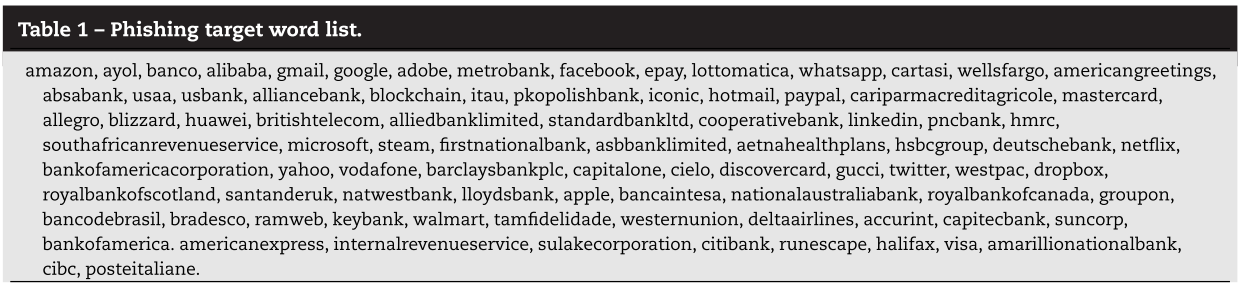 Table 1 – Phishing target word list.
amazon, ayol, banco, alibaba, gmail, google, adobe, metrobank, facebook, epay, lottomatica, whatsapp, cartasi, wellsfargo, americangreetings,
absabank, usaa, usbank, alliancebank, blockchain, itau, pkopolishbank, iconic, hotmail, paypal, cariparmacreditagricole, mastercard,
allegro, blizzard, huawei, britishtelecom, alliedbanklimited, standardbankltd, cooperativebank, linkedin, pncbank, hmrc,
southafricanrevenueservice, microsoft, steam, firstnationalbank, asbbanklimited, aetnahealthplans, hsbcgroup, deutschebank, netflix,
bankofamericacorporation, yahoo, vodafone, barclaysbankplc, capitalone, cielo, discovercard, gucci, twitter, westpac, dropbox,
royalbankofscotland, santanderuk, natwestbank, lloydsbank, apple, bancaintesa, nationalaustraliabank, royalbankofcanada, groupon,
bancodebrasil, bradesco, ramweb, keybank, walmart, tamfidelidade, westernunion, deltaairlines, accurint, capitecbank, suncorp,
bankofamerica. americanexpress, internalrevenueservice, sulakecorporation, citibank, runescape, halifax, visa, amarillionationalbank,
cibc, posteitaliane.